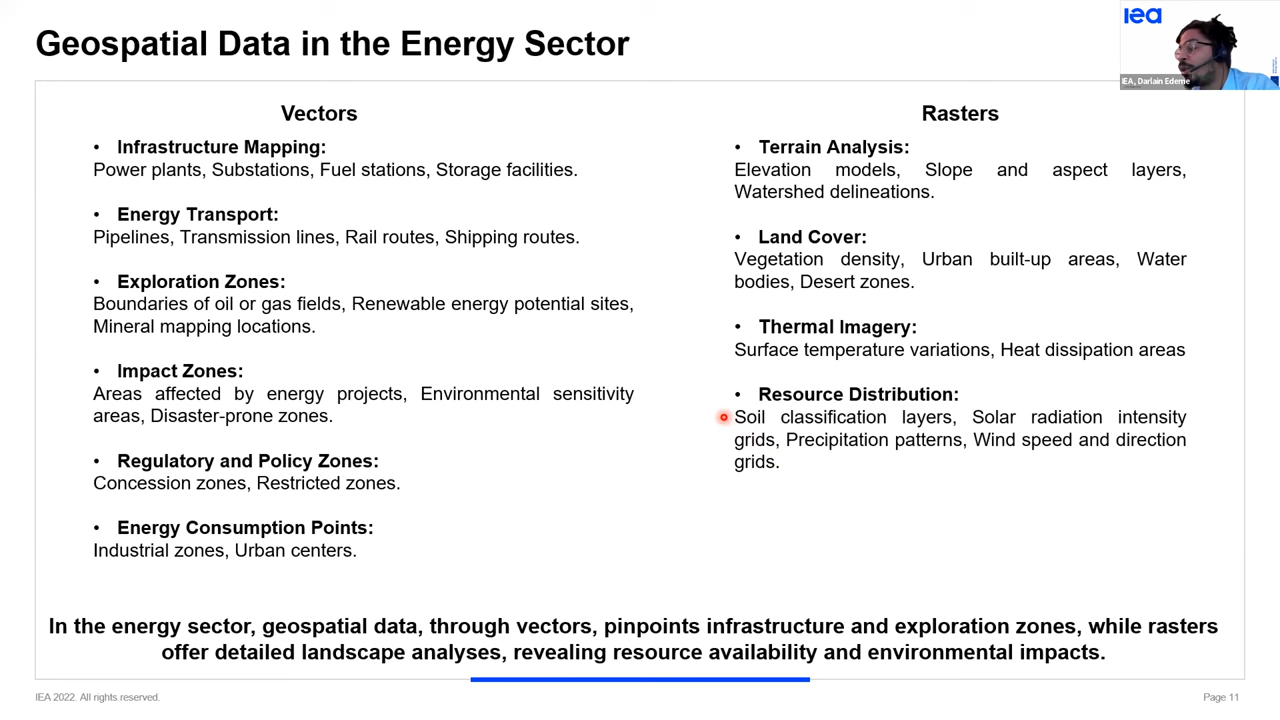 Geospatial Data in the Energy Sector
iea
IEA, Darlain Edeme
Vectors
• Infrastructure Mapping:
Power plants, Substations, Fuel stations, Storage facilities.
• Energy Transport:
Pipelines, Transmission lines, Rail routes, Shipping routes.
• Exploration Zones:
Boundaries of oil or gas fields, Renewable energy potential sites,
Mineral mapping locations.
• Impact Zones:
Areas affected by energy projects, Environmental sensitivity
areas, Disaster-prone zones.
• Regulatory and Policy Zones:
Concession zones, Restricted zones.
• Energy Consumption Points:
Industrial zones, Urban centers.
Rasters
• Terrain Analysis:
Elevation models, Slope and aspect layers,
Watershed delineations.
• Land Cover:
Vegetation density, Urban built-up areas, Water
bodies, Desert zones.
• Thermal Imagery:
Surface temperature variations, Heat dissipation areas
• Resource Distribution:
Soil classification layers, Solar radiation intensity
grids, Precipitation patterns, Wind speed and direction
grids.
In the energy sector, geospatial data, through vectors, pinpoints infrastructure and exploration zones, while rasters
offer detailed landscape analyses, revealing resource availability and environmental impacts.
IEA 2022. All rights reserved.
Page 11